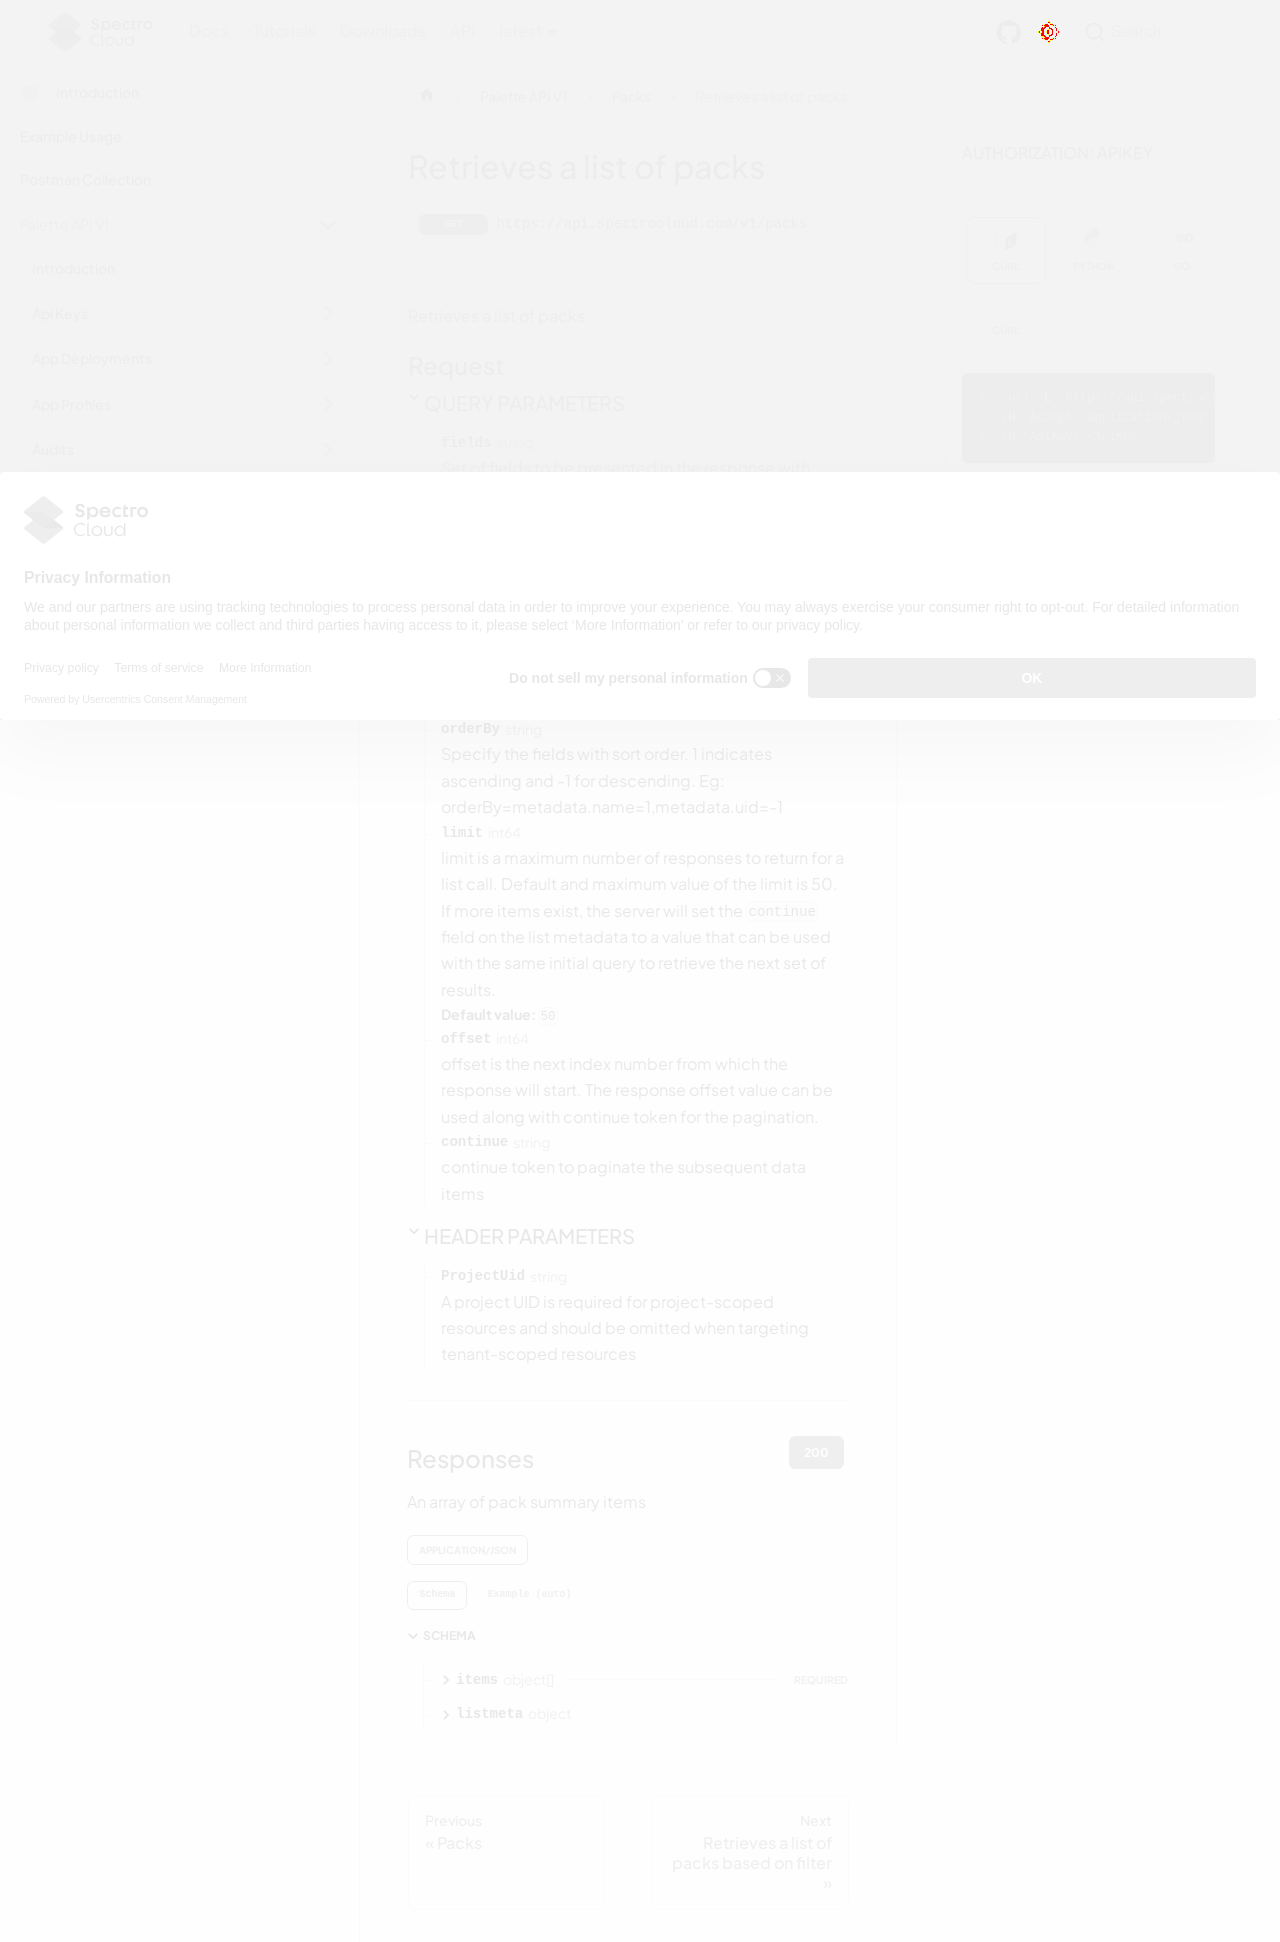 Spectro
Cloud
Docs
Tutorials
Downloads
API
latest
Search
Introduction
Example Usage
Postman Collection
Palette API V1
Introduction
Api Keys
App Deployments
App Profiles
Audits
Palette API V1
Packs
Retrieves a list of packs
Retrieves a list of packs
GET
https://api.spectrocloud.com/v1/packs
Retrieves a list of packs
Request
QUERY PARAMETERS
fields string
Set of fields to be presented in the response with
AUTHORIZATION: APIKEY
CURL
PYTHON
GO
CURL
Spectro
Cloud
Privacy Information
We and our partners are using tracking technologies to process personal data in order to improve your experience. You may always exercise your consumer right to opt-out. For detailed information
about personal information we collect and third parties having access to it, please select ‘More Information’ or refer to our privacy policy.
Privacy policy
Terms of service
More Information
Powered by Usercentrics Consent Management
Do not sell my personal information
OK
orderBy string
Specify the fields with sort order. 1 indicates
ascending and -1 for descending. Eg:
orderBy=metadata.name=1,metadata.uid=-1
limit int64
limit is a maximum number of responses to return for a
list call. Default and maximum value of the limit is 50.
If more items exist, the server will set the continue
field on the list metadata to a value that can be used
with the same initial query to retrieve the next set of
results.
Default value: 50
offset int64
offset is the next index number from which the
response will start. The response offset value can be
used along with continue token for the pagination.
continue string
continue token to paginate the subsequent data
items
HEADER PARAMETERS
ProjectUid string
A project UID is required for project-scoped
resources and should be omitted when targeting
tenant-scoped resources
Responses
200
An array of pack summary items
APPLICATION/JSON
Schema
Example (auto)
SCHEMA
items object[]
REQUIRED
listmeta object
Previous
« Packs
Next
Retrieves a list of
packs based on filter
»